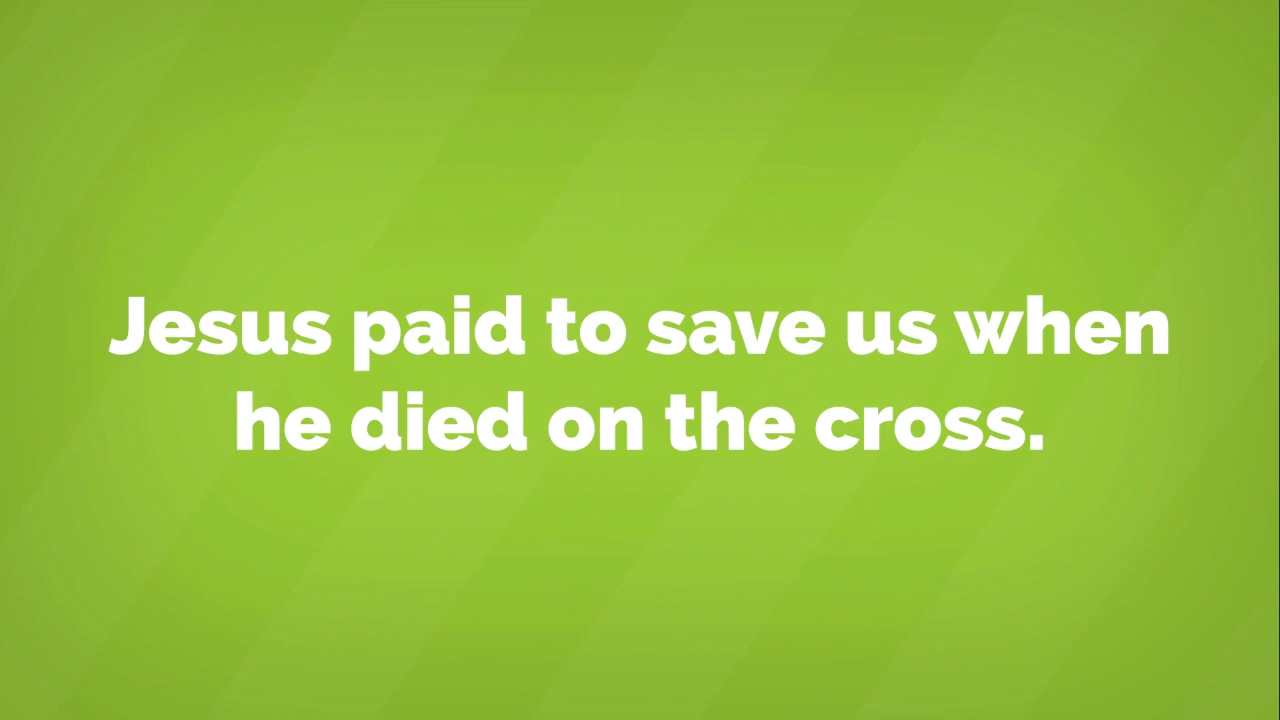 Jesus paid to save us when
he died on the cross.